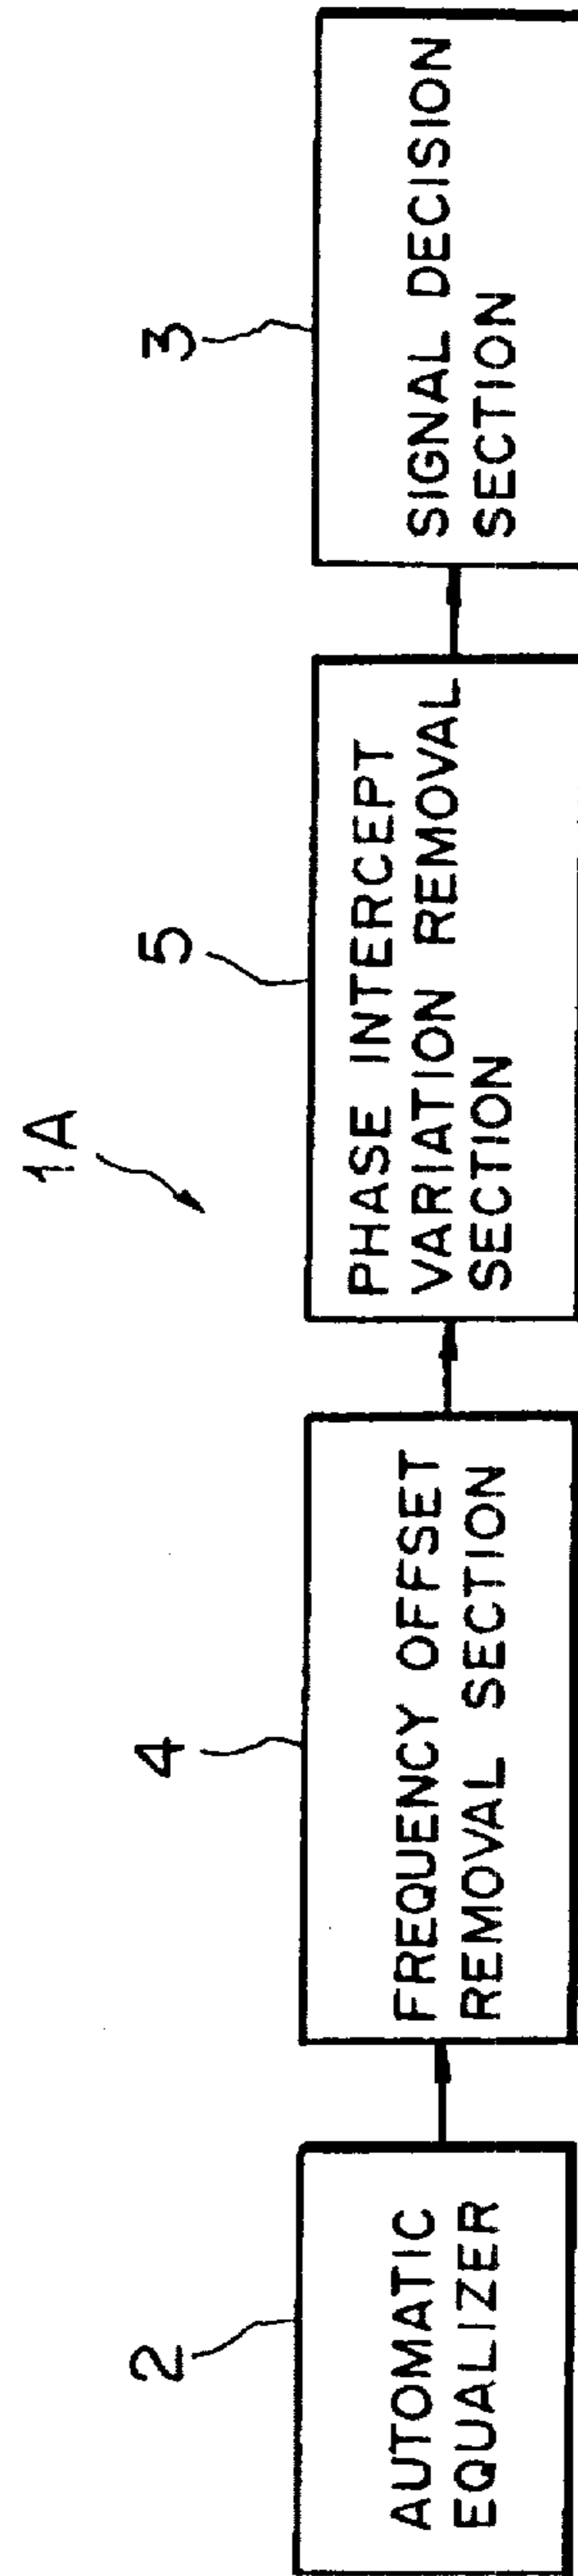 1A
2
AUTOMATIC
EQUALIZER
4
FREQUENCY OFFSET
REMOVAL SECTION
5
PHASE INTERCEPT
VARIATION REMOVAL
SECTION
3
SIGNAL DECISION
SECTION